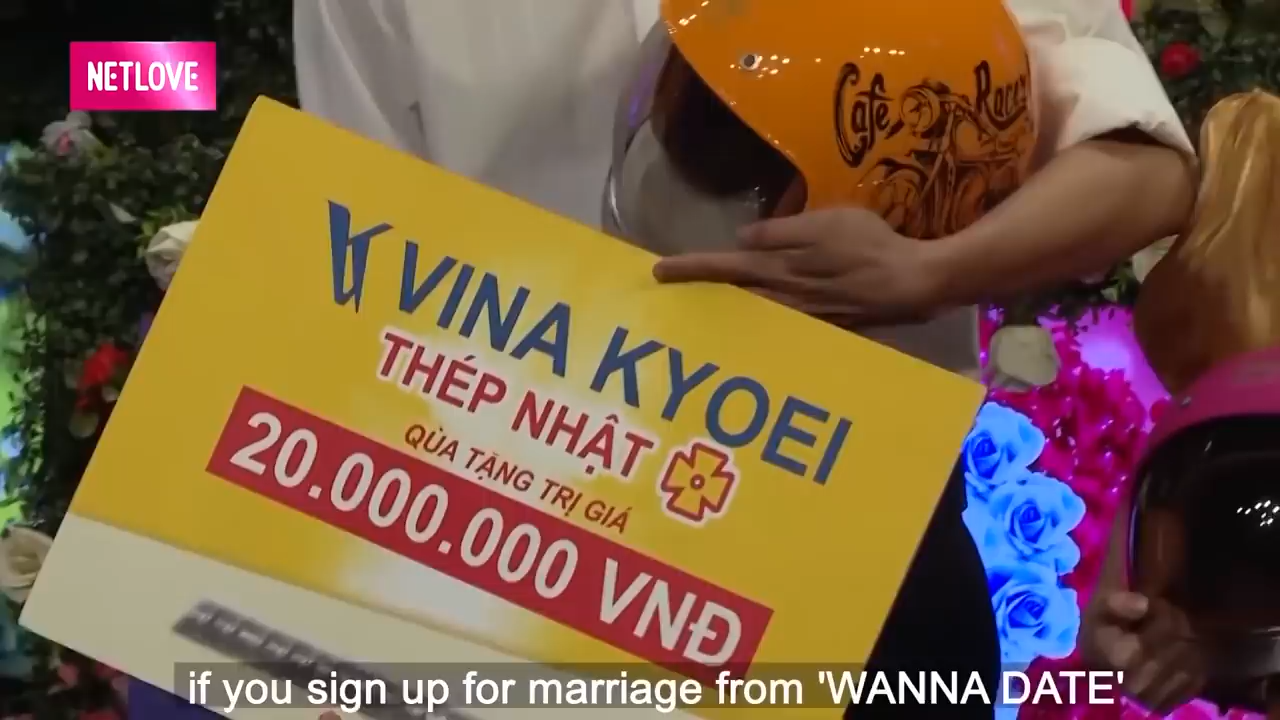 NETLOVE
Café Racer
VINA KYOEI
THÉP NHẬT
QÙA TẶNG TRỊ GIÁ
20.000.000 VNĐ
if you sign up for marriage from 'WANNA DATE'